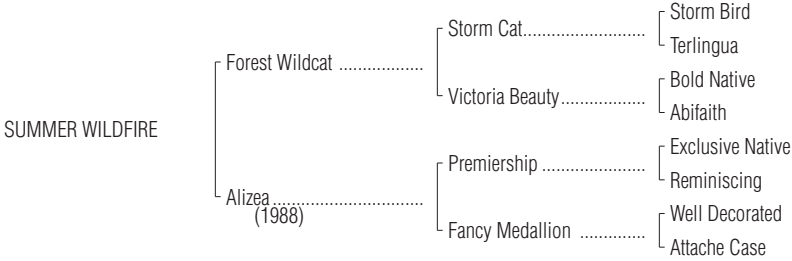 Storm Bird
Storm Cat..........................
Terlingua
Forest Wildcat ..................
Bold Native
Victoria Beauty..................
Abifaith
SUMMER WILDFIRE
Exclusive Native
Premiership ......................
Reminiscing
Alizea................................
(1988)
Well Decorated
Fancy Medallion ..............
Attache Case